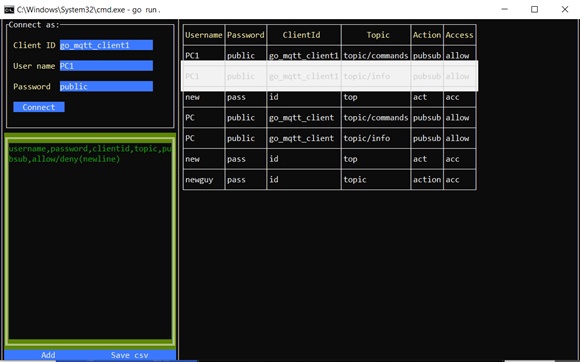 C:\Windows\System32\cmd.exe - go run .
Connect as:
Client ID go_mqtt_client1
User name PC1
Password public
Connect
username,password,clientid,topic,pu
bsub,allow/deny(newline)
Add Save csv
Username Password ClientId Topic Action Access
PC1 public go_mqtt_client1 topic/commands pubsub allow
PC1 public go_mqtt_client1 topic/info pubsub allow
new pass id top act acc
PC public go_mqtt_client topic/commands pubsub allow
PC public go_mqtt_client topic/info pubsub allow
new pass id top act acc
newguy pass id topic action acc